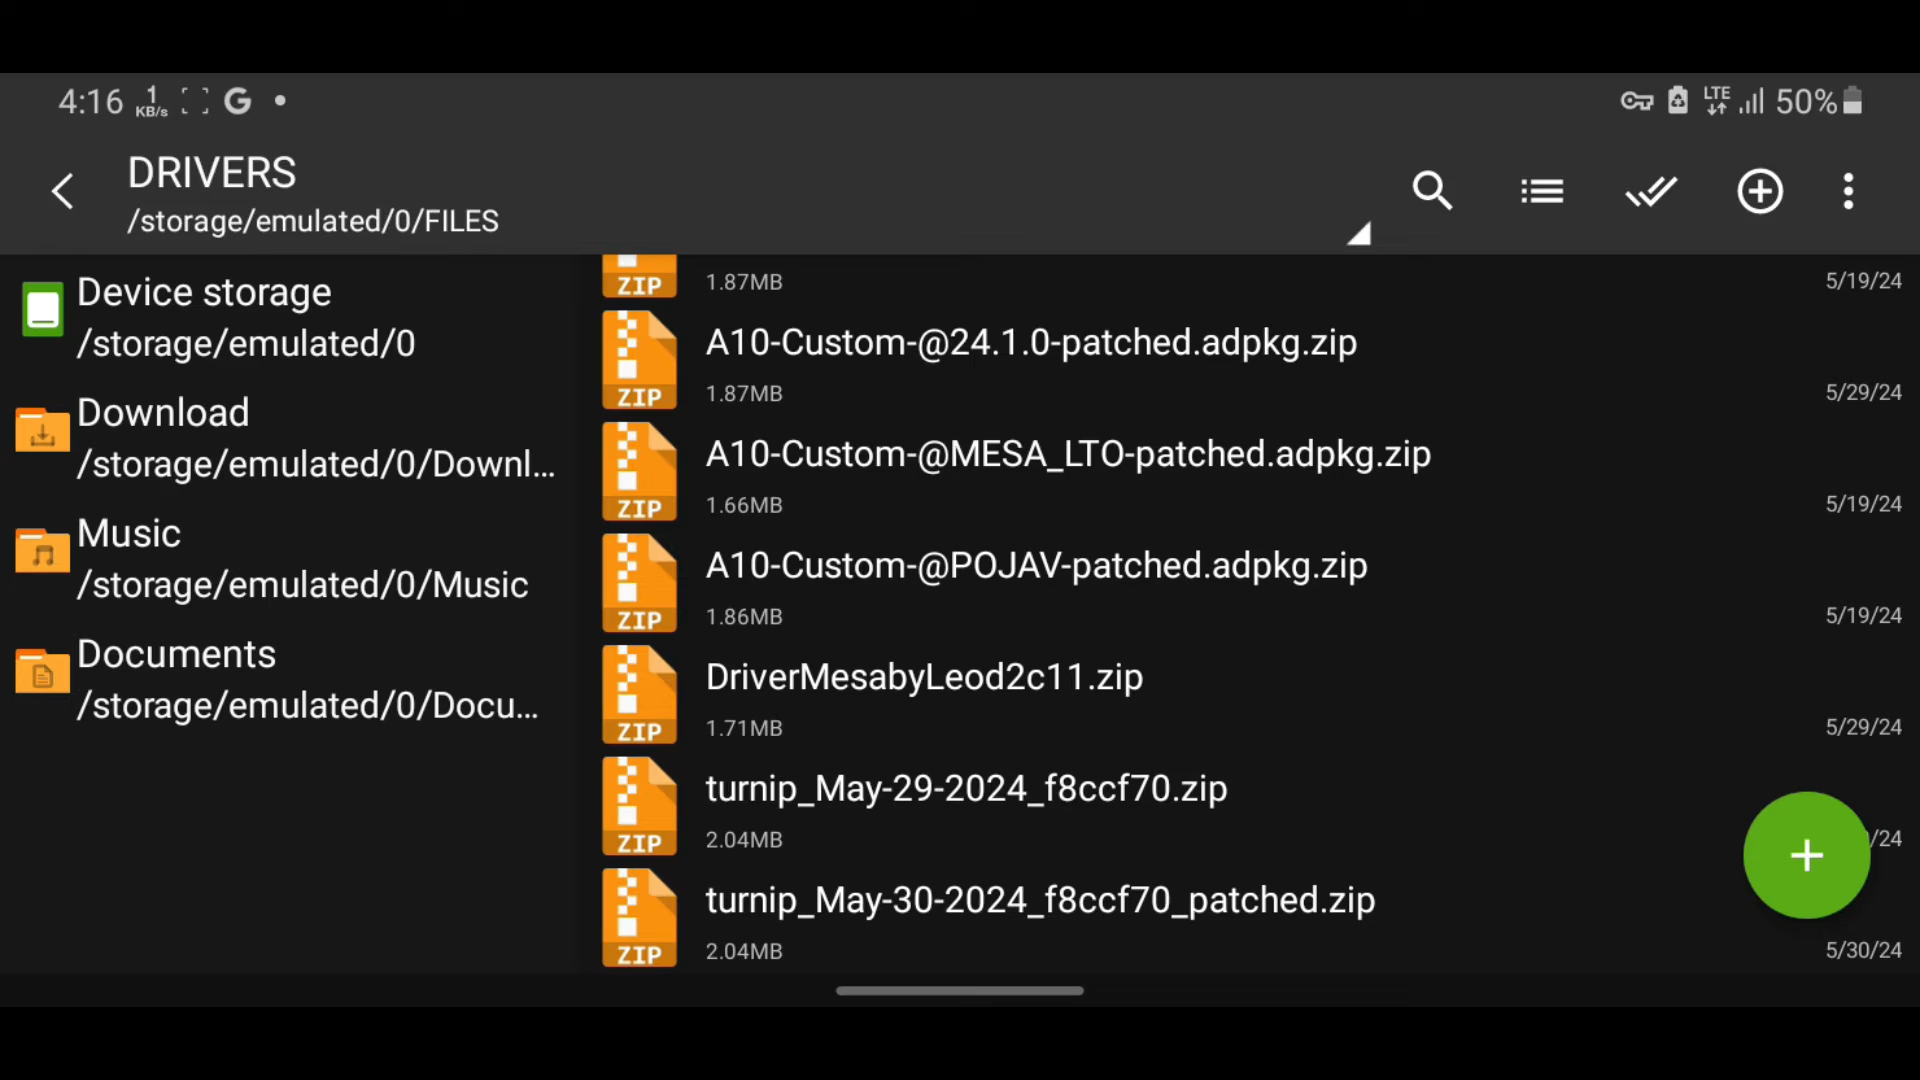 4:16 1 KB/s G LTE 50%
DRIVERS
/storage/emulated/0/FILES
Device storage
/storage/emulated/0
Download
/storage/emulated/0/Downl...
Music
/storage/emulated/0/Music
Documents
/storage/emulated/0/Docu...
ZIP 1.87MB 5/19/24
A10-Custom-@24.1.0-patched.adpkg.zip
ZIP 1.87MB 5/29/24
A10-Custom-@MESA_LTO-patched.adpkg.zip
ZIP 1.66MB 5/19/24
A10-Custom-@POJAV-patched.adpkg.zip
ZIP 1.86MB 5/19/24
DriverMesabyLeod2c11.zip
ZIP 1.71MB 5/29/24
turnip_May-29-2024_f8ccf70.zip
ZIP 2.04MB /24
turnip_May-30-2024_f8ccf70_patched.zip
ZIP 2.04MB 5/30/24